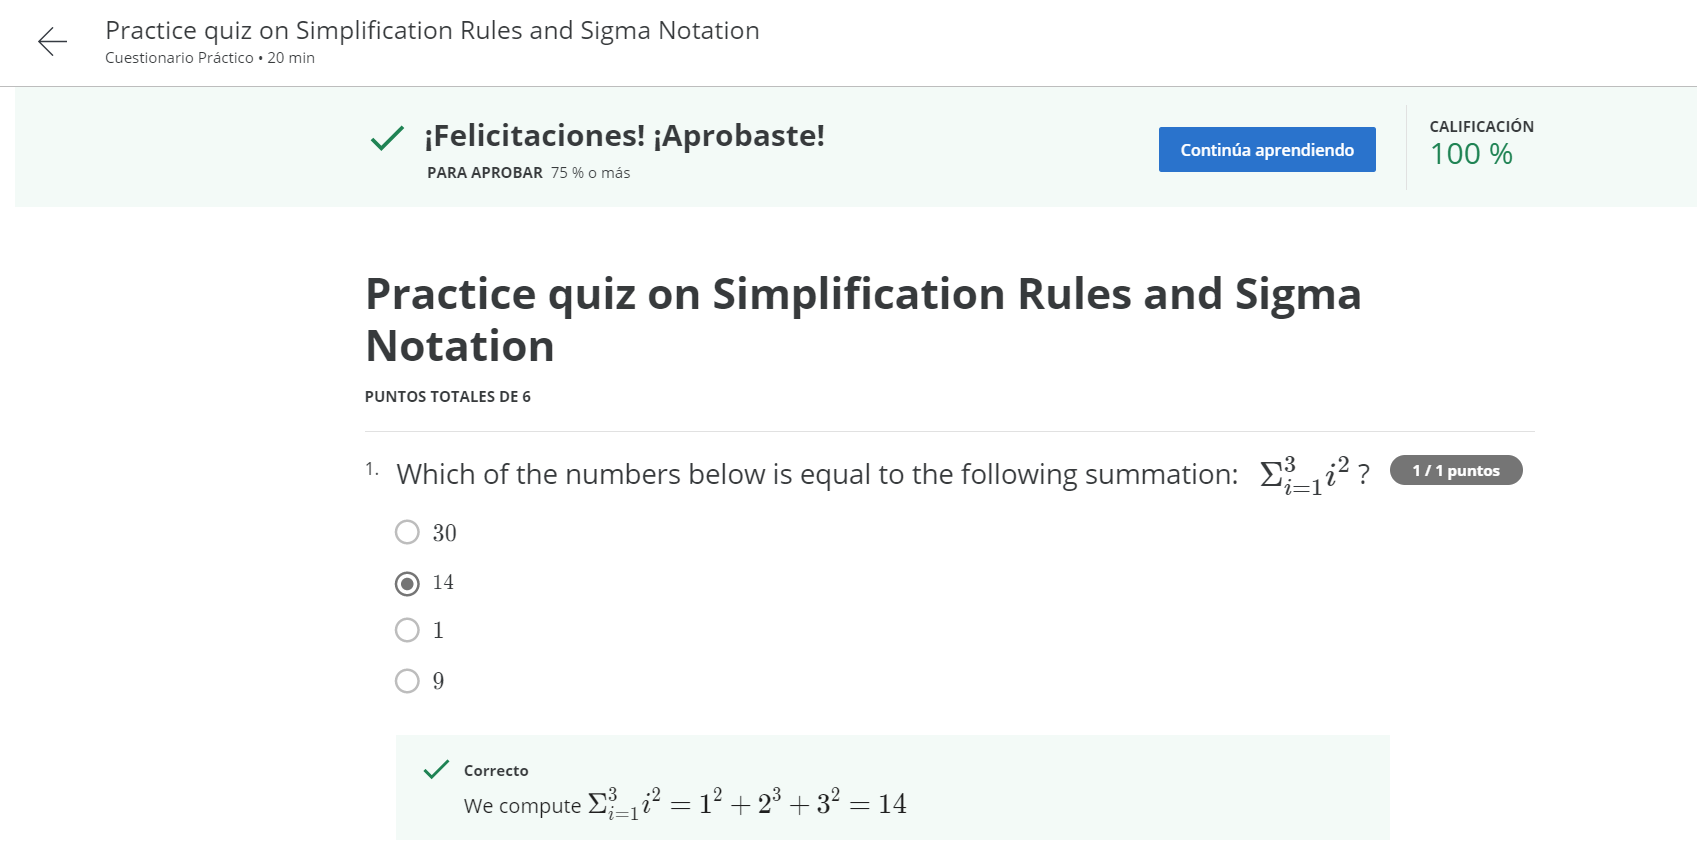 Practice quiz on Simplification Rules and Sigma Notation
Cuestionario Práctico • 20 min
¡Felicitaciones! ¡Aprobaste!
PARA APROBAR 75 % o más
Continúa aprendiendo
CALIFICACIÓN
100 %
Practice quiz on Simplification Rules and Sigma
Notation
PUNTOS TOTALES DE 6
1. Which of the numbers below is equal to the following summation: $\Sigma_{i=1}^{3} i^2$ ? 1 / 1 puntos
30
14
1
9
Correcto
We compute $\Sigma_{i=1}^{3} i^2 = 1^2 + 2^3 + 3^2 = 14$